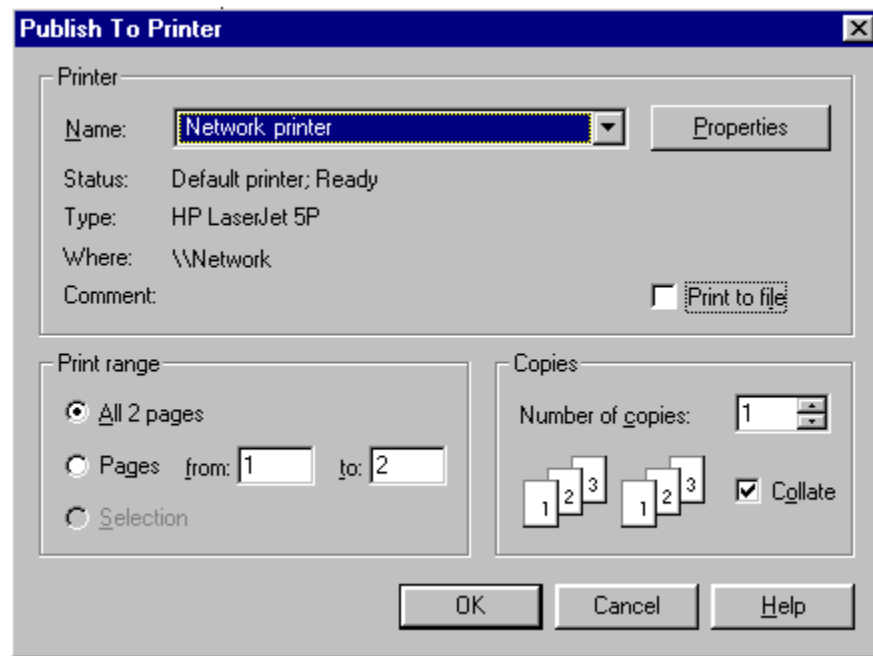 Publish To Printer
Printer
Name: Network printer Properties
Status: Default printer; Ready
Type: HP LaserJet 5P
Where: \\Network
Comment: Print to file
Print range
All 2 pages
Pages from: 1 to: 2
Selection
Copies
Number of copies: 1
1 2 3 1 2 3 Collate
OK Cancel Help